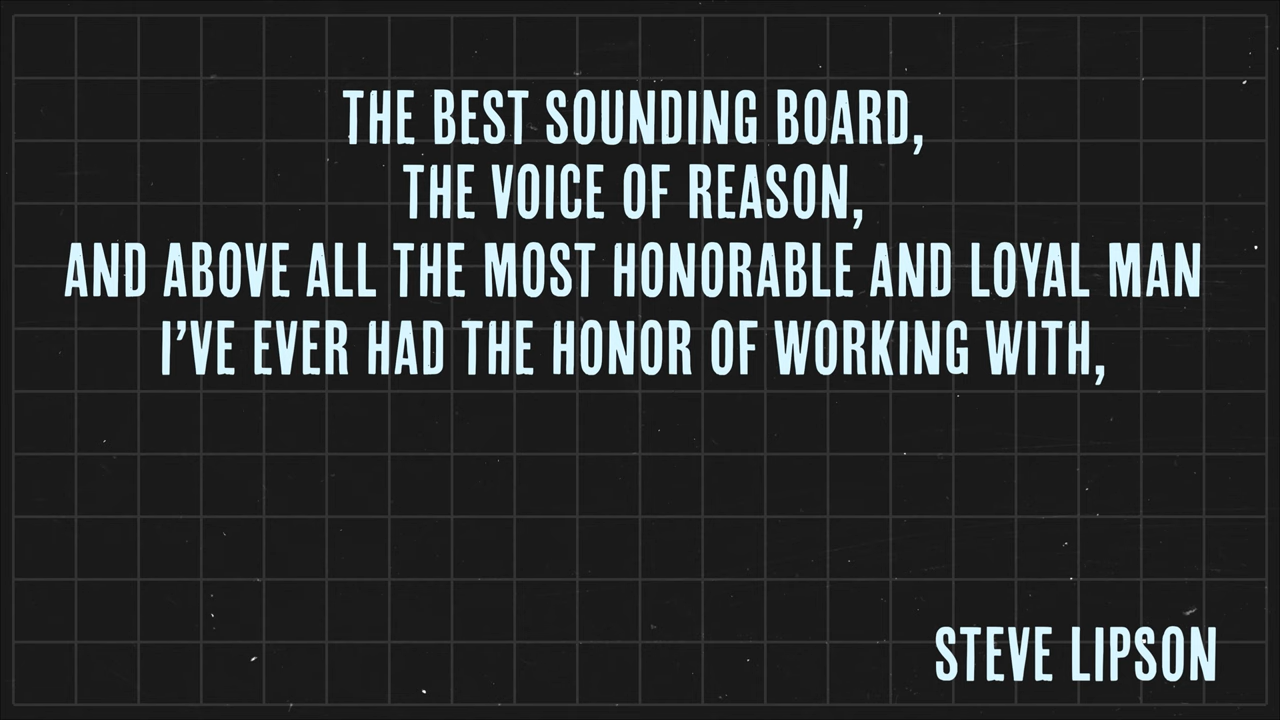 THE BEST SOUNDING BOARD,
THE VOICE OF REASON,
AND ABOVE ALL THE MOST HONORABLE AND LOYAL MAN
I’VE EVER HAD THE HONOR OF WORKING WITH,
STEVE LIPSON